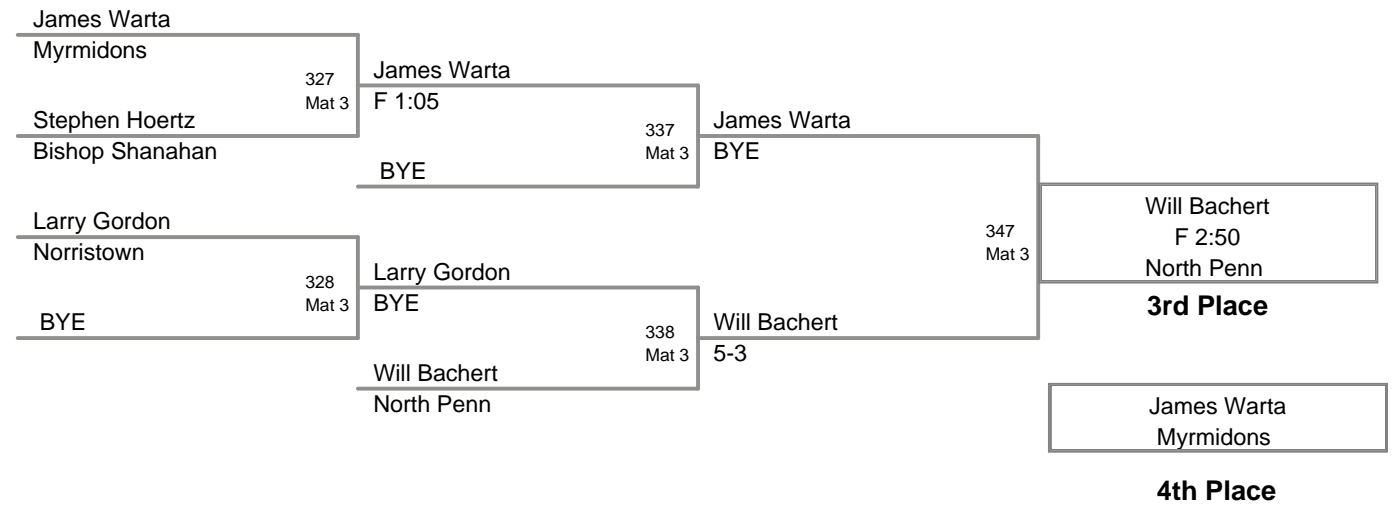 James Warta
Myrmidons
327
Mat 3
Stephen Hoertz
Bishop Shanahan
James Warta
F 1:05
337
Mat 3
BYE
James Warta
BYE
Larry Gordon
Norristown
328
Mat 3
BYE
Larry Gordon
BYE
338
Mat 3
Will Bachert
North Penn
Will Bachert
5-3
347
Mat 3
Will Bachert
F 2:50
North Penn
3rd Place
James Warta
Myrmidons
4th Place